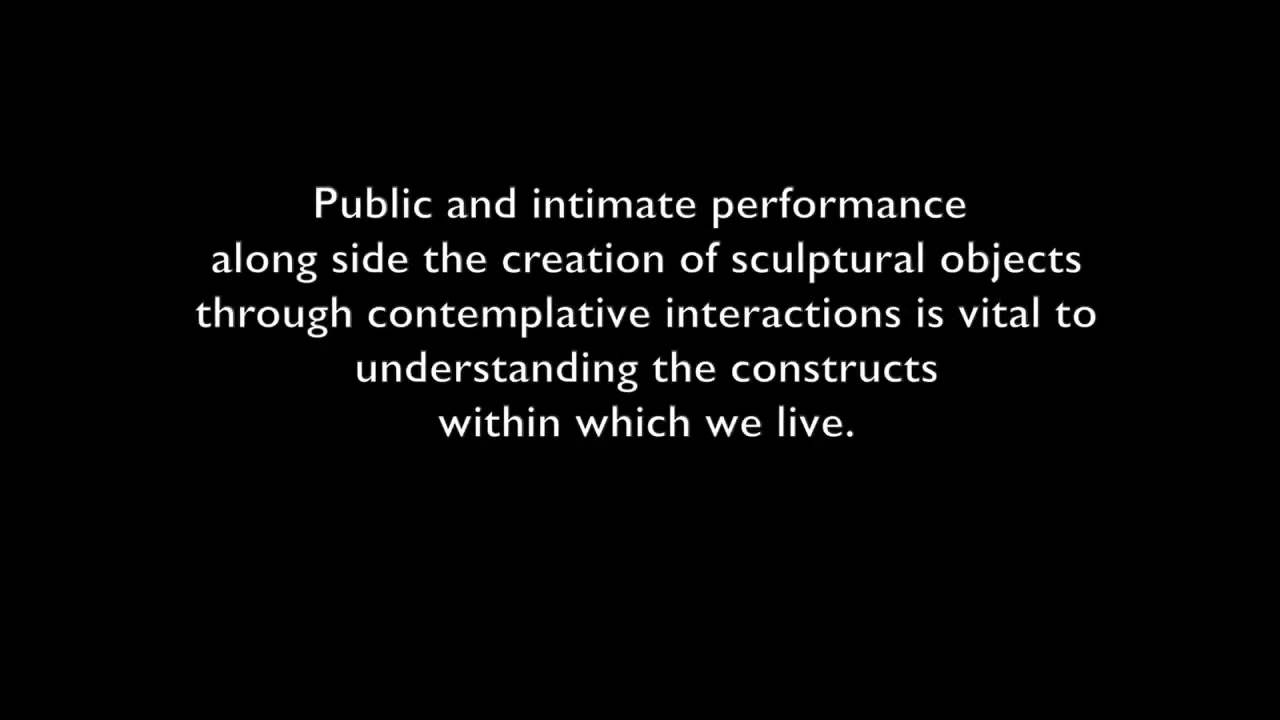 Public and intimate performance
along side the creation of sculptural objects
through contemplative interactions is vital to
understanding the constructs
within which we live.